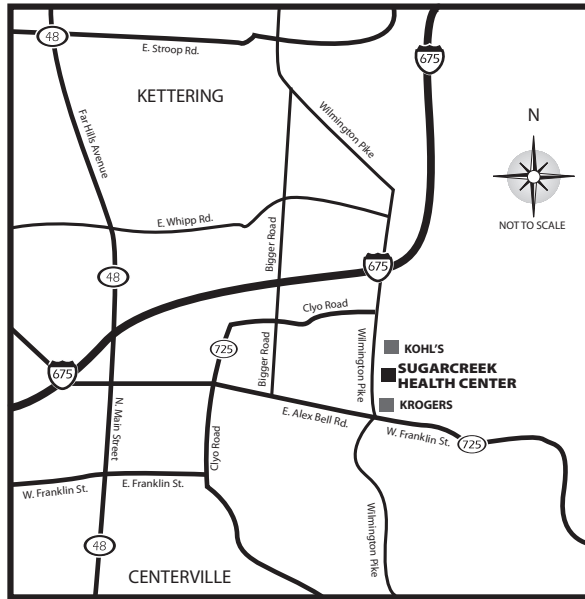 48
E. Stroop Rd.
675
KETTERING
Wilmington Pike
N
Far Hills Avenue
NOT TO SCALE
E. Whipp Rd.
Bigger Road
48
675
Clyo Road
725
KOHL'S
675
Bigger Road
Wilmington Pike
SUGARCREEK
HEALTH CENTER
KROGERS
N. Main Street
E. Alex Bell Rd.
W. Franklin St.
725
Clyo Road
W. Franklin St.
E. Franklin St.
Wilmington
Pike
48
CENTERVILLE